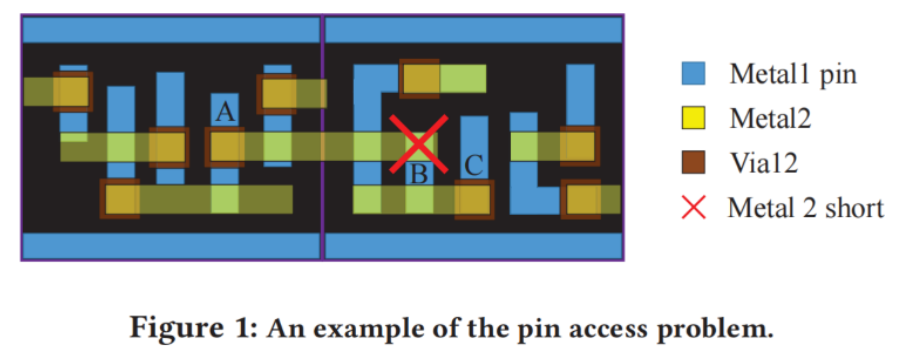 A
B
C
Metal1 pin
Metal2
Via12
Metal 2 short
Figure 1: An example of the pin access problem.